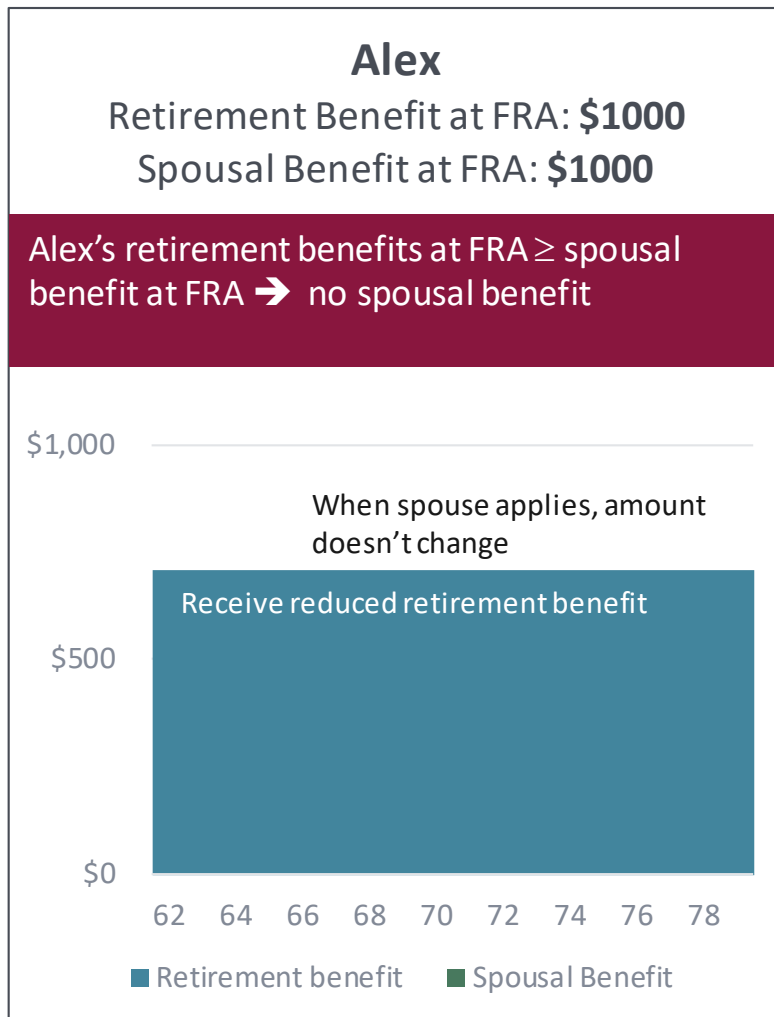 Alex
Retirement Benefit at FRA: $1000
Spousal Benefit at FRA: $1000
Alex's retirement benefits at FRA ≥ spousal
benefit at FRA → no spousal benefit
$1,000
When spouse applies, amount
doesn't change
Receive reduced retirement benefit
$500
$0
62 64 66 68 70 72 74 76 78
Retirement benefit Spousal Benefit